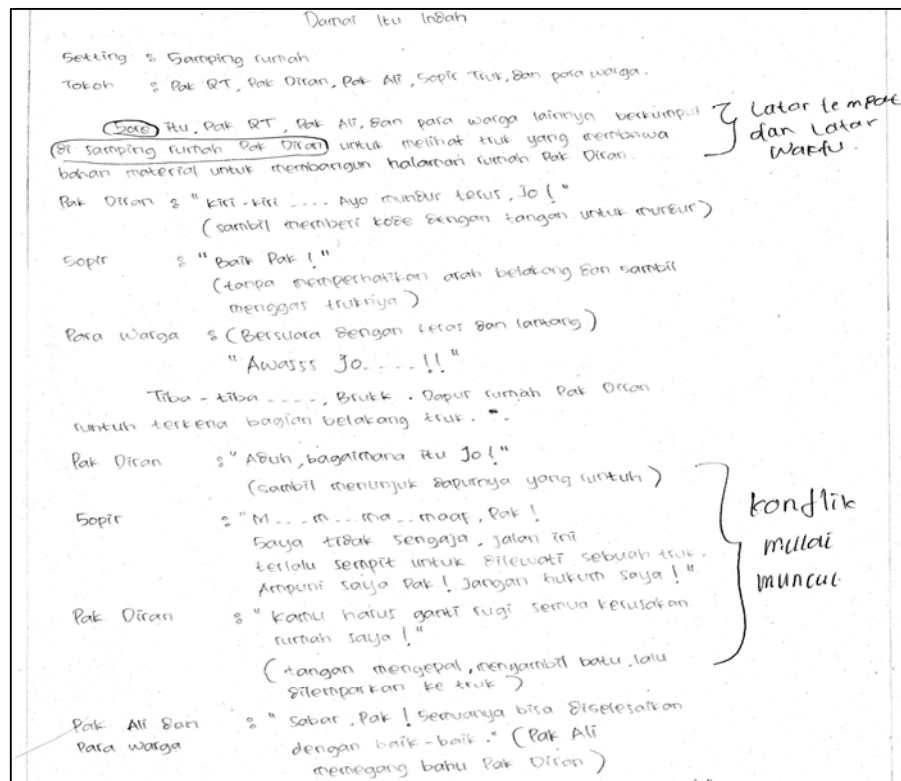 Damai Itu Indah
Setting : Samping rumah
Tokoh : Pak RT, Pak Diran, Pak Ali, Sopir Truk, dan para warga.
Sore itu, Pak RT, Pak Ali, dan para warga lainnya berkumpul
di samping rumah Pak Diran untuk melihat truk yang membawa
bahan material untuk membangun halaman rumah Pak Diran.
Latar tempat
dan Latar
Waktu.
Pak Diran : "Kiri-kiri .... Ayo mundur terus, Jo!"
(sambil memberi kode dengan tangan untuk mundur)
Sopir : "Baik Pak!"
(tanpa memperhatikan arah belakang dan sambil
menggas truknya)
Para Warga : (Bersuara dengan keras dan lantang)
"Awasss Jo.....!!"
Tiba-tiba ...., Brukk. Dapur rumah Pak Diran
runtuh terkena bagian belakang truk.
Pak Diran : "Aduh, bagaimana itu Jo!"
(sambil menunjuk dapurnya yang runtuh)
Sopir : "M...m...ma..maaf, Pak!
Saya tidak sengaja, jalan ini
terlalu sempit untuk dilewati sebuah truk.
Ampuni saya Pak! Jangan hukum saya!"
Pak Diran : "Kamu harus ganti rugi semua kerusakan
rumah saya!"
(tangan mengepal, mengambil batu, lalu
dilemparkan ke truk)
konflik
mulai
muncul
Pak Ali dan : "Sabar, Pak! Semuanya bisa diselesaikan
Para warga dengan baik-baik." (Pak Ali
memegang bahu Pak Diran)